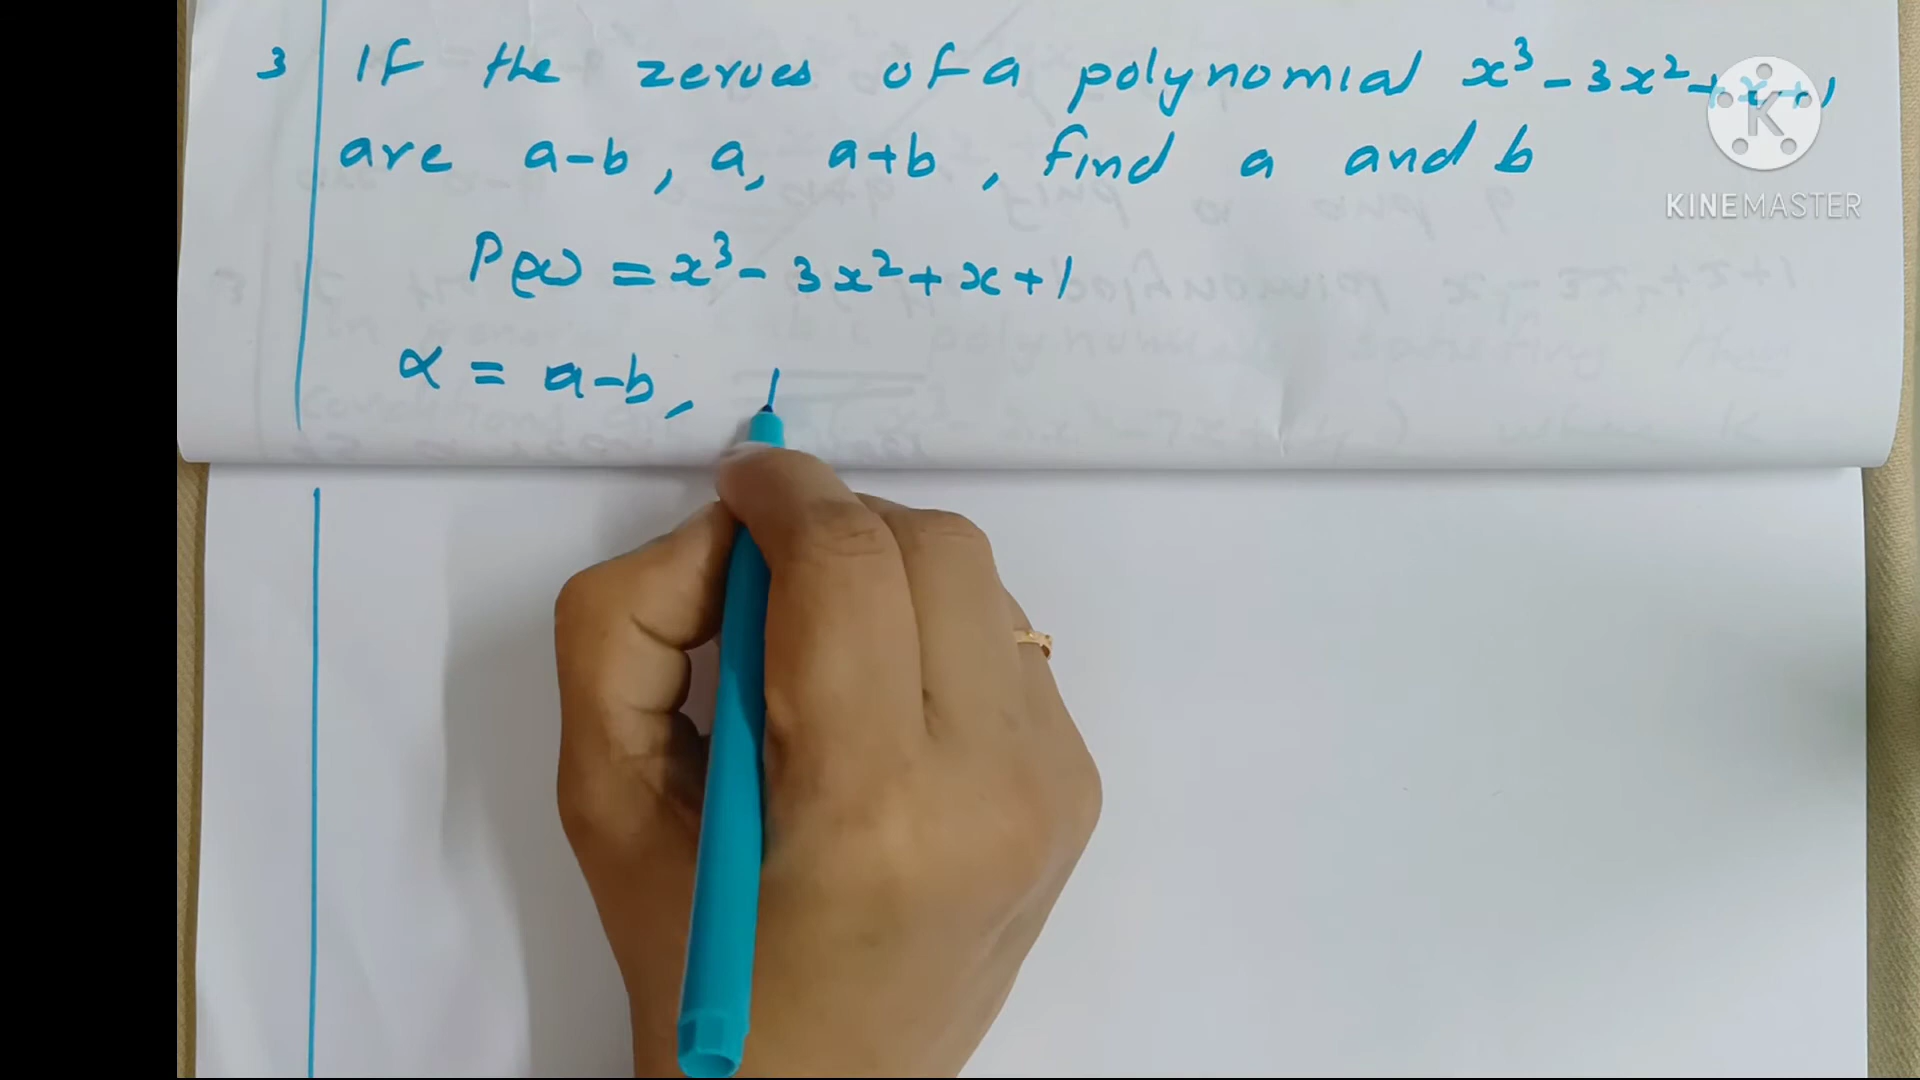 3 If the zeroes of a polynomial x³-3x²+x+1
are a-b, a, a+b, find a and b
P(x) = x³-3x²+x+1
α = a-b,
K
KINEMASTER